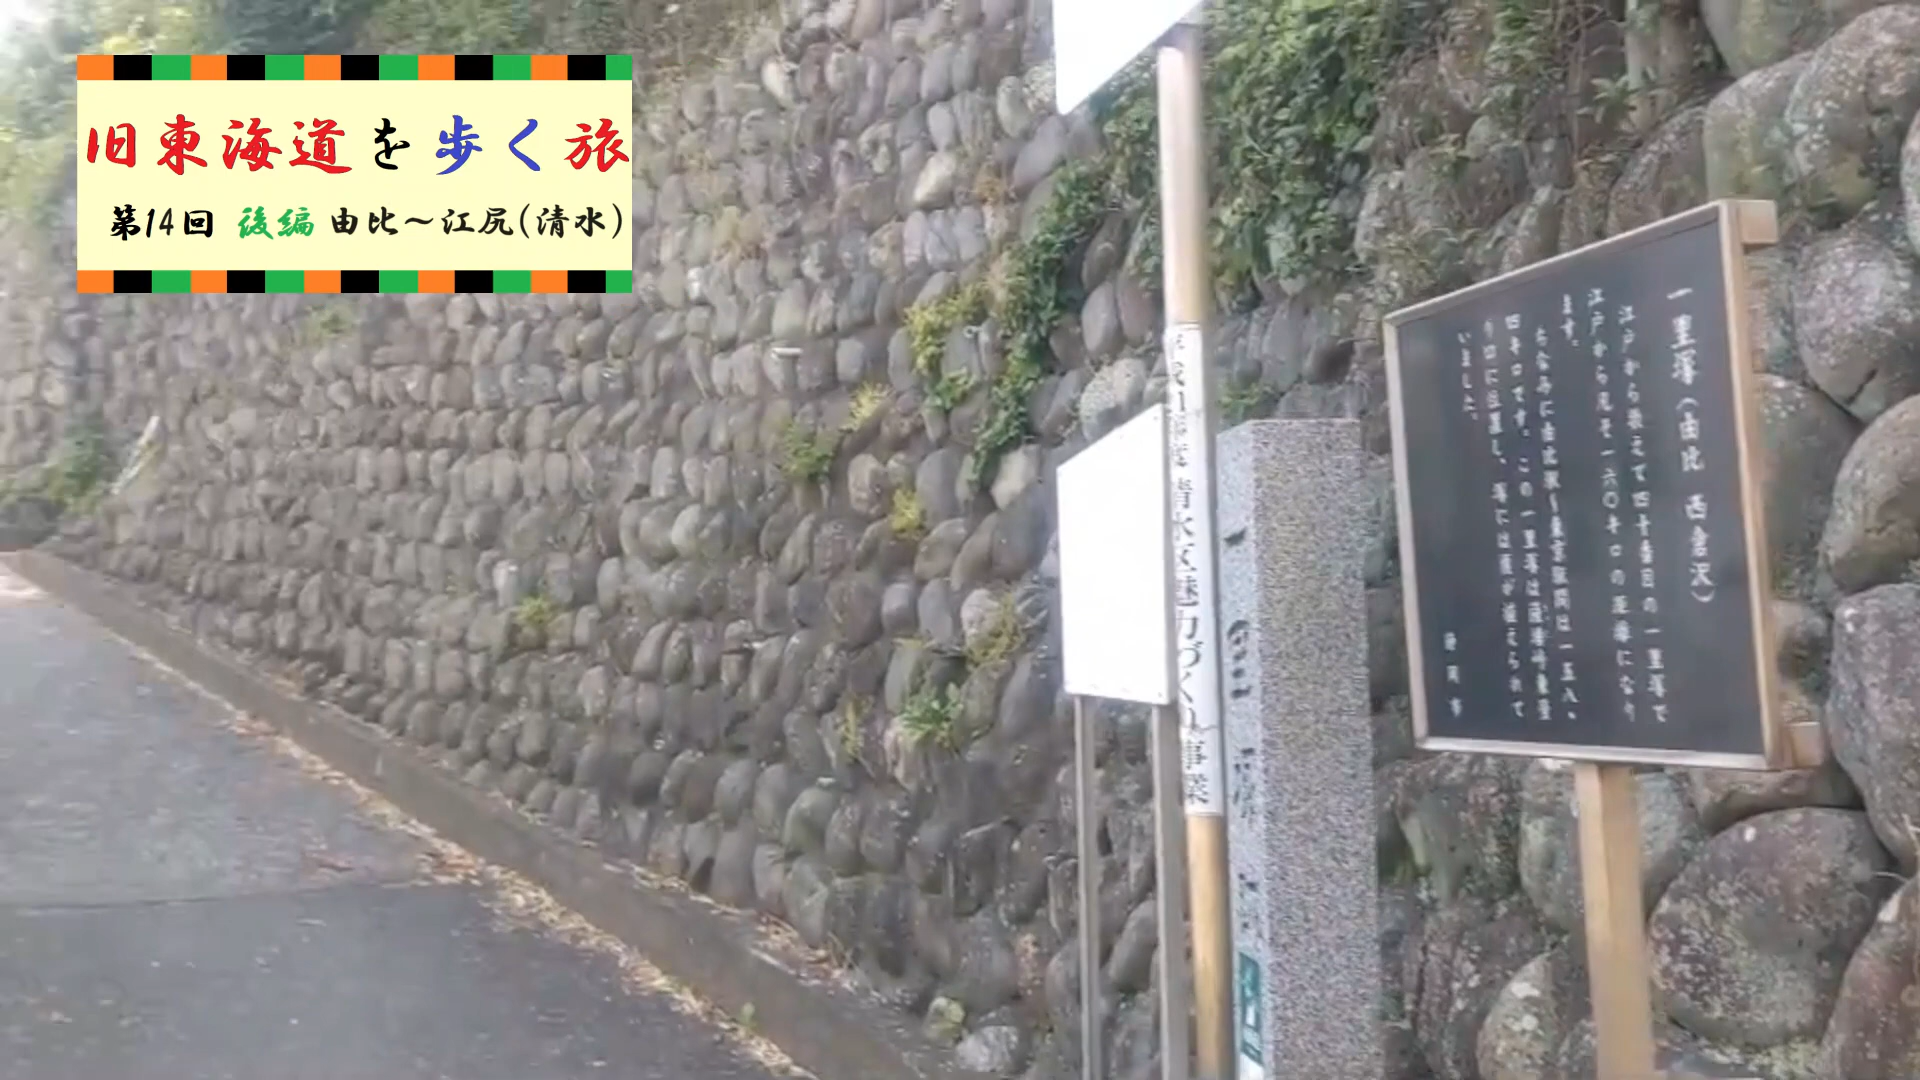 旧東海道を歩く旅
第14回 後編 由比～江尻(清水)
清水区魅力づくり事業
一里塚(由比 西倉沢)
江戸から数えて四十番目の一里塚で
江戸から凡そ一六〇キロの距離になり
ます。
ちなみに由比駅～東京駅間は一五八・
四キロです。この一里塚は薩埵峠東登
り口に位置し、塚には榎が植えられて
いました。
静岡市